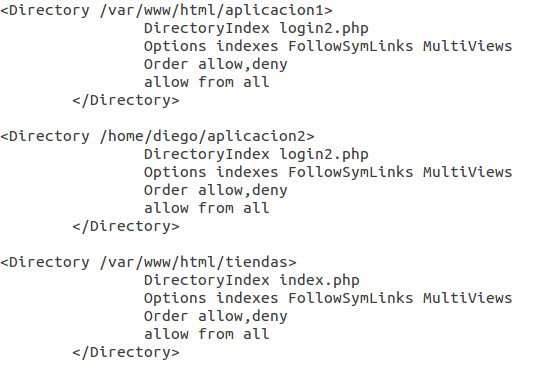 <Directory /var/www/html/aplicacion1>
DirectoryIndex login2.php
Options indexes FollowSymLinks MultiViews
Order allow,deny
allow from all
</Directory>
<Directory /home/diego/aplicacion2>
DirectoryIndex login2.php
Options indexes FollowSymLinks MultiViews
Order allow,deny
allow from all
</Directory>
<Directory /var/www/html/tiendas>
DirectoryIndex index.php
Options indexes FollowSymLinks MultiViews
Order allow,deny
allow from all
</Directory>